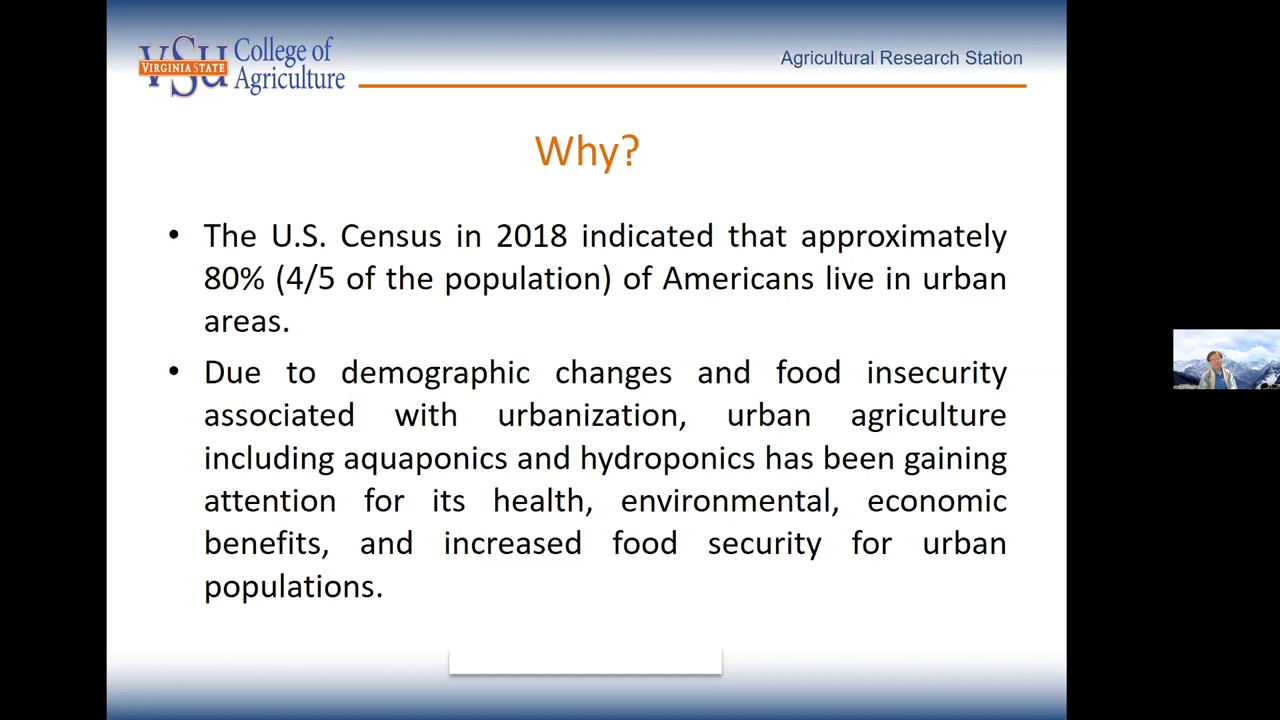 VSU
VIRGINIA STATE
College of
Agriculture
Agricultural Research Station
Why?
• The U.S. Census in 2018 indicated that approximately
80% (4/5 of the population) of Americans live in urban
areas.
• Due to demographic changes and food insecurity
associated with urbanization, urban agriculture
including aquaponics and hydroponics has been gaining
attention for its health, environmental, economic
benefits, and increased food security for urban
populations.